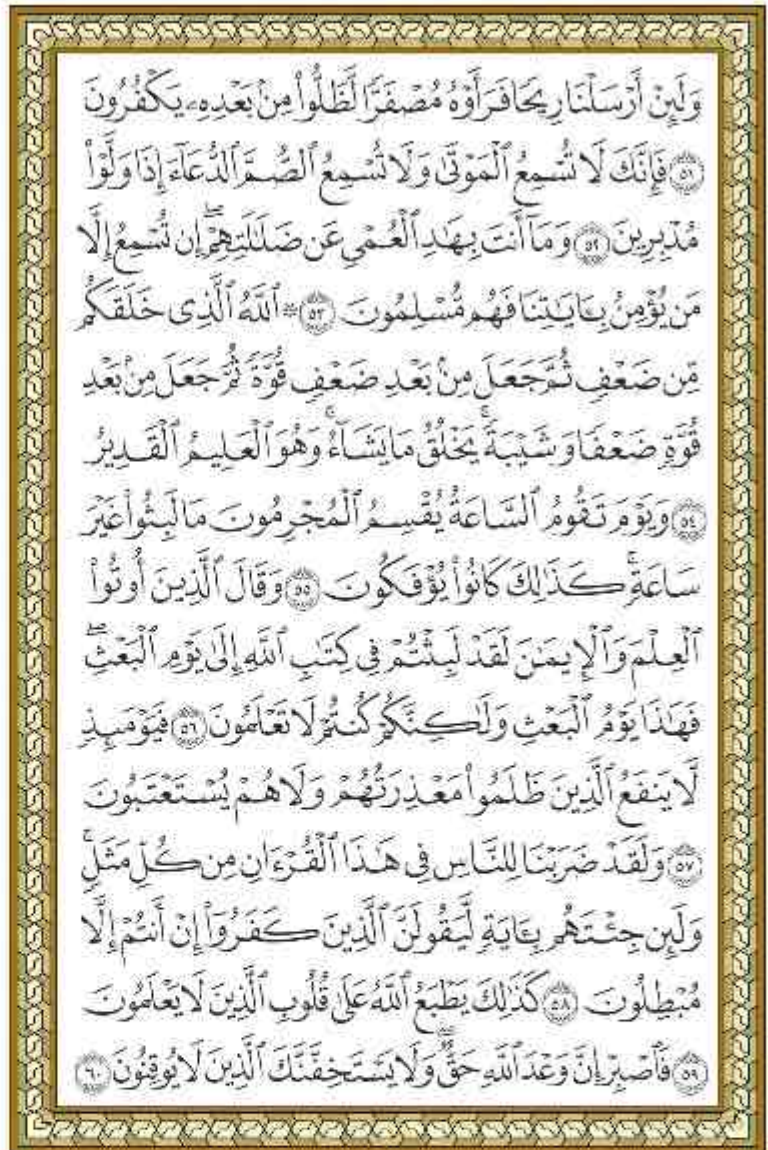 وَلَئِنْ أَرْسَلْنَا رِيحًا فَرَأَوْهُ مُصْفَرًّا لَّظَلُّوا۟ مِنۢ بَعْدِهِۦ يَكْفُرُونَ
۝٥١ فَإِنَّكَ لَا تُسْمِعُ ٱلْمَوْتَىٰ وَلَا تُسْمِعُ ٱلصُّمَّ ٱلدُّعَآءَ إِذَا وَلَّوْا۟
مُدْبِرِينَ ۝٥٢ وَمَآ أَنتَ بِهَٰدِ ٱلْعُمْىِ عَن ضَلَٰلَتِهِمْ ۖ إِن تُسْمِعُ إِلَّا
مَن يُؤْمِنُ بِـَٔايَٰتِنَا فَهُم مُّسْلِمُونَ ۝٥٣ ۞ ٱللَّهُ ٱلَّذِى خَلَقَكُم
مِّن ضَعْفٍ ثُمَّ جَعَلَ مِنۢ بَعْدِ ضَعْفٍ قُوَّةً ثُمَّ جَعَلَ مِنۢ بَعْدِ
قُوَّةٍ ضَعْفًا وَشَيْبَةً ۚ يَخْلُقُ مَا يَشَآءُ ۚ وَهُوَ ٱلْعَلِيمُ ٱلْقَدِيرُ
۝٥٤ وَيَوْمَ تَقُومُ ٱلسَّاعَةُ يُقْسِمُ ٱلْمُجْرِمُونَ مَا لَبِثُوا۟ غَيْرَ
سَاعَةٍ ۚ كَذَٰلِكَ كَانُوا۟ يُؤْفَكُونَ ۝٥٥ وَقَالَ ٱلَّذِينَ أُوتُوا۟
ٱلْعِلْمَ وَٱلْإِيمَٰنَ لَقَدْ لَبِثْتُمْ فِى كِتَٰبِ ٱللَّهِ إِلَىٰ يَوْمِ ٱلْبَعْثِ ۖ
فَهَٰذَا يَوْمُ ٱلْبَعْثِ وَلَٰكِنَّكُمْ كُنتُمْ لَا تَعْلَمُونَ ۝٥٦ فَيَوْمَئِذٍ
لَّا يَنفَعُ ٱلَّذِينَ ظَلَمُوا۟ مَعْذِرَتُهُمْ وَلَا هُمْ يُسْتَعْتَبُونَ
۝٥٧ وَلَقَدْ ضَرَبْنَا لِلنَّاسِ فِى هَٰذَا ٱلْقُرْءَانِ مِن كُلِّ مَثَلٍ ۚ
وَلَئِن جِئْتَهُم بِـَٔايَةٍ لَّيَقُولَنَّ ٱلَّذِينَ كَفَرُوٓا۟ إِنْ أَنتُمْ إِلَّا
مُبْطِلُونَ ۝٥٨ كَذَٰلِكَ يَطْبَعُ ٱللَّهُ عَلَىٰ قُلُوبِ ٱلَّذِينَ لَا يَعْلَمُونَ
۝٥٩ فَٱصْبِرْ إِنَّ وَعْدَ ٱللَّهِ حَقٌّ ۖ وَلَا يَسْتَخِفَّنَّكَ ٱلَّذِينَ لَا يُوقِنُونَ ۝٦٠